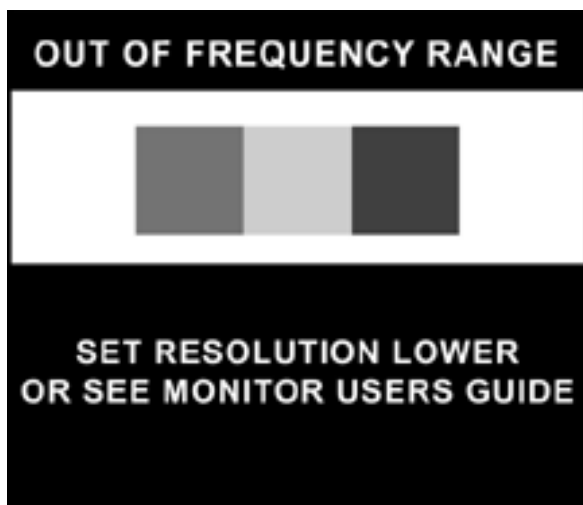 OUT OF FREQUENCY RANGE
SET RESOLUTION LOWER
OR SEE MONITOR USERS GUIDE